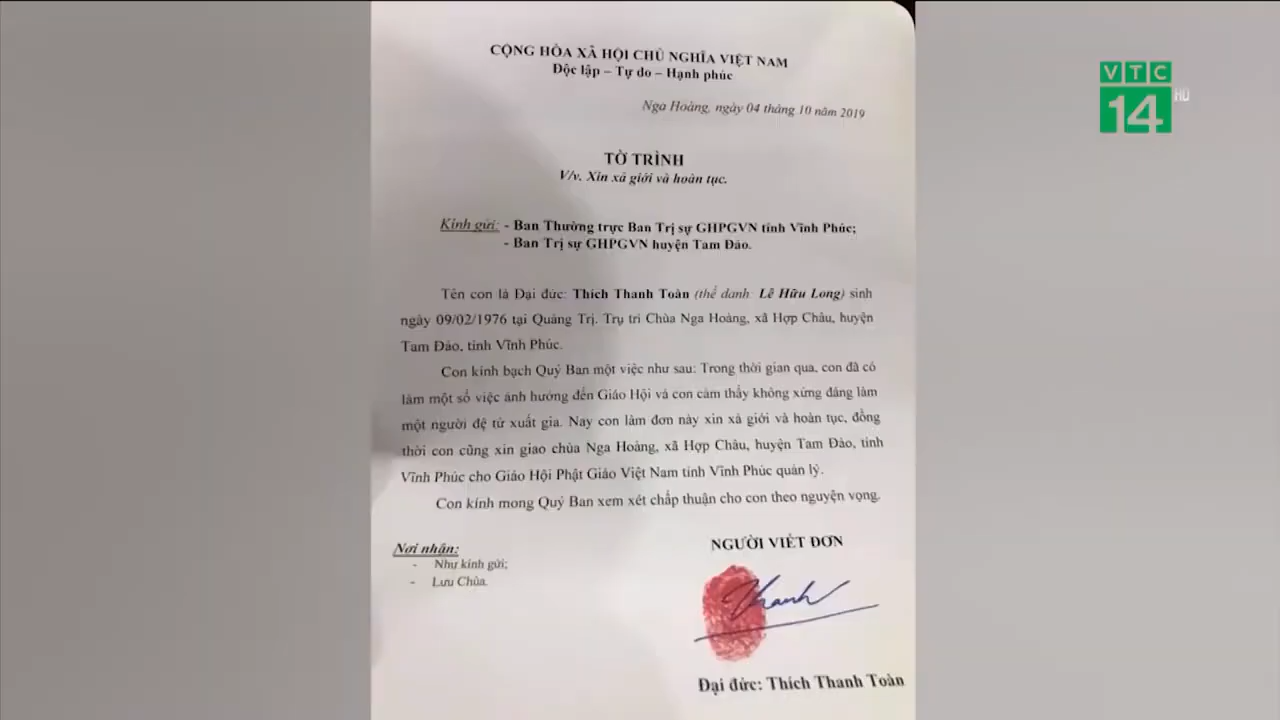 CỘNG HÒA XÃ HỘI CHỦ NGHĨA VIỆT NAM
Độc lập – Tự do – Hạnh phúc
Nga Hoàng, ngày 04 tháng 10 năm 2019
VTC
14
HD
TỜ TRÌNH
V/v. Xin xả giới và hoàn tục.
Kính gửi: - Ban Thường trực Ban Trị sự GHPGVN tỉnh Vĩnh Phúc;
- Ban Trị sự GHPGVN huyện Tam Đảo.
Tên con là Đại đức: Thích Thanh Toàn (thế danh: Lê Hữu Long) sinh
ngày 09/02/1976 tại Quảng Trị. Trụ trì Chùa Nga Hoàng, xã Hợp Châu, huyện
Tam Đảo, tỉnh Vĩnh Phúc.
Con kính bạch Quý Ban một việc như sau: Trong thời gian qua, con đã có
làm một số việc ảnh hưởng đến Giáo Hội và con cảm thấy không xứng đáng làm
một người đệ tử xuất gia. Nay con làm đơn này xin xả giới và hoàn tục, đồng
thời con cũng xin giao chùa Nga Hoàng, xã Hợp Châu, huyện Tam Đảo, tỉnh
Vĩnh Phúc cho Giáo Hội Phật Giáo Việt Nam tỉnh Vĩnh Phúc quản lý.
Con kính mong Quý Ban xem xét chấp thuận cho con theo nguyện vọng.
Nơi nhận:
- Như kính gửi;
- Lưu Chùa.
NGƯỜI VIẾT ĐƠN
Thanh
Đại đức: Thích Thanh Toàn